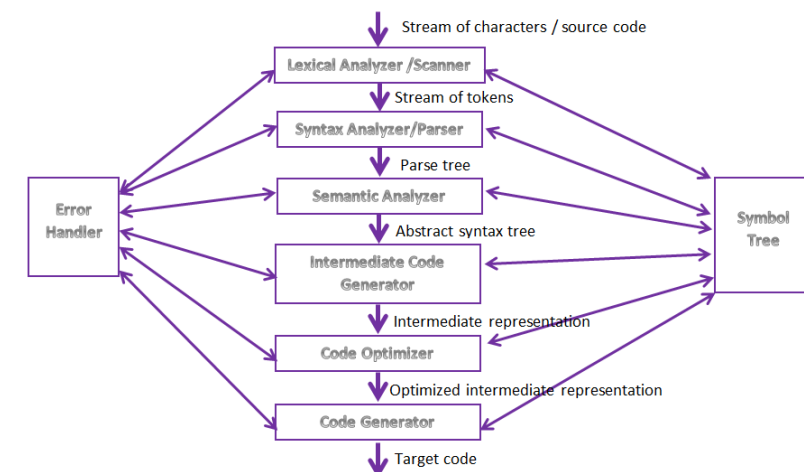 Stream of characters / source code
Lexical Analyzer /Scanner
Stream of tokens
Syntax Analyzer/Parser
Parse tree
Semantic Analyzer
Error
Handler
Symbol
Tree
Abstract syntax tree
Intermediate Code
Generator
Intermediate representation
Code Optimizer
Optimized intermediate representation
Code Generator
Target code